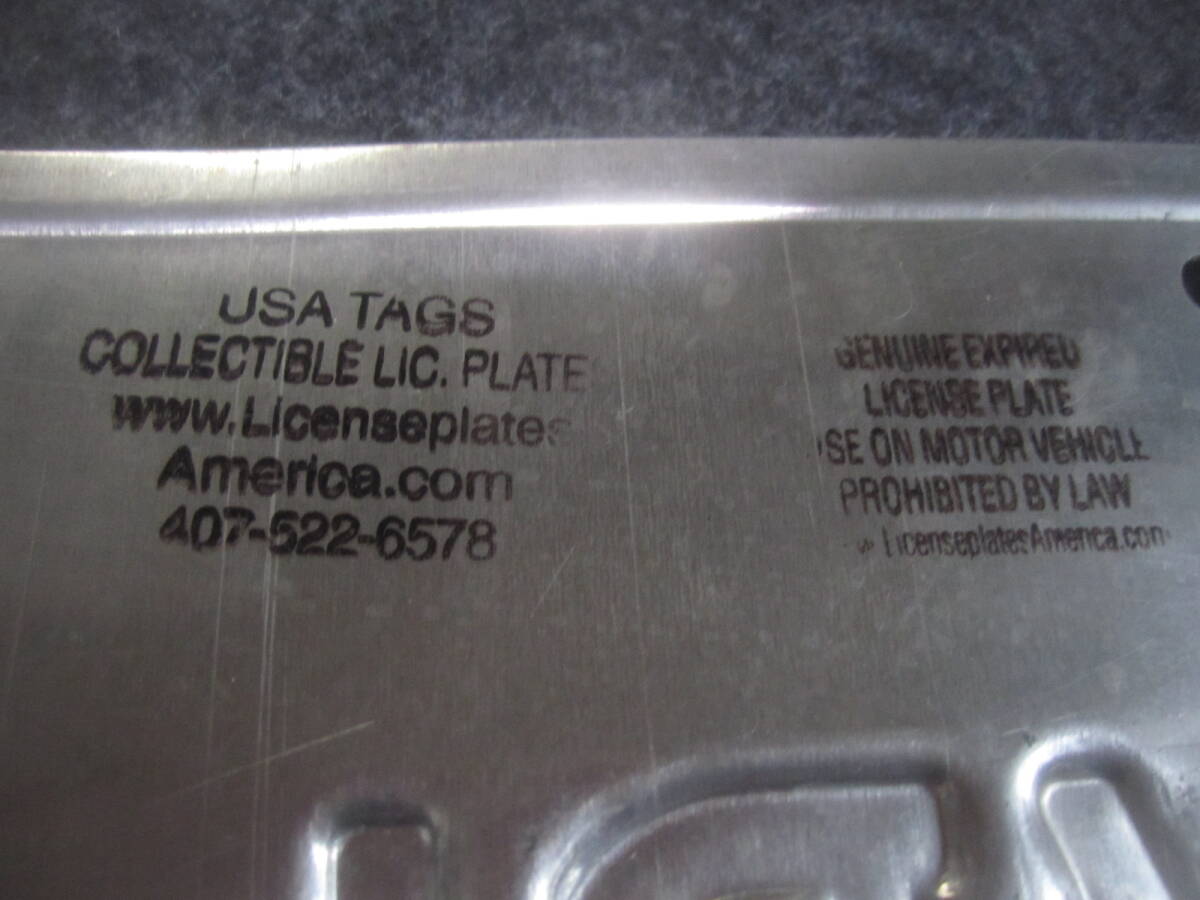 USA TAGS
COLLECTIBLE LIC. PLATE
www.Licenseplates
America.com
407-522-6578
GENUINE EXPIRED
LICENSE PLATE
USE ON MOTOR VEHICLE
PROHIBITED BY LAW
LicenseplatesAmerica.com